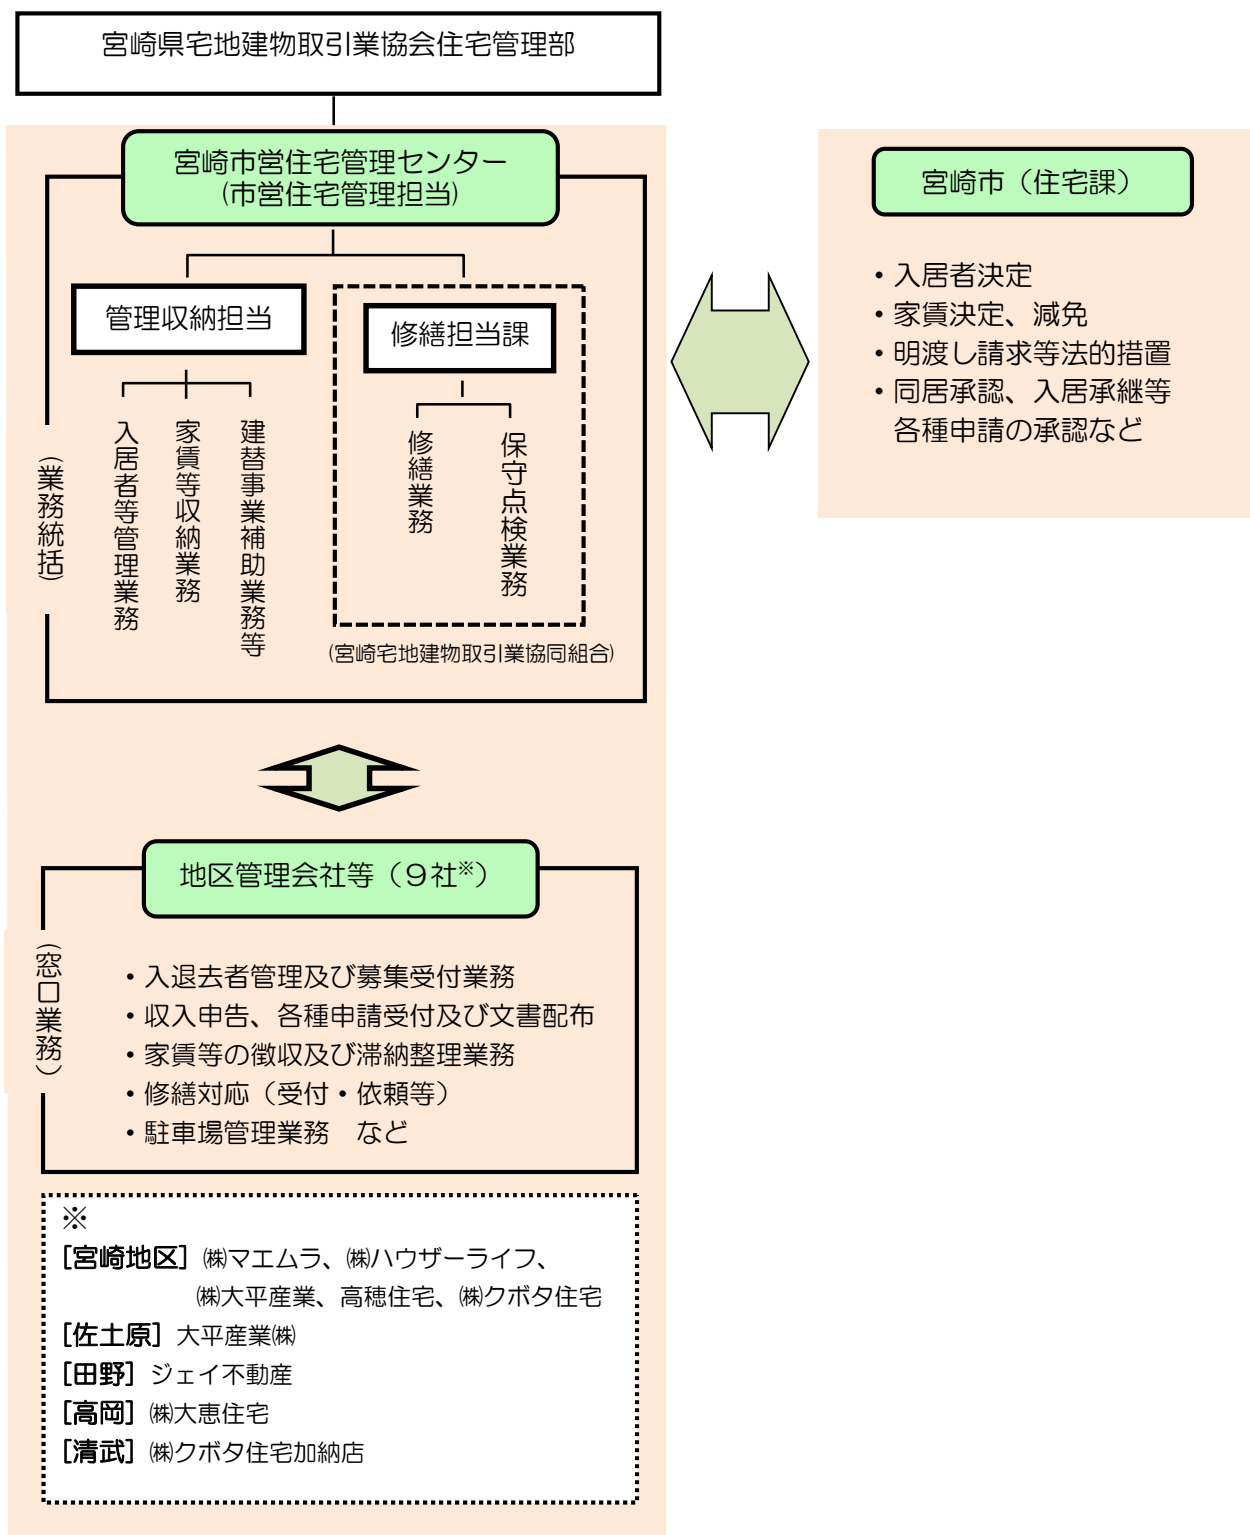 宮崎県宅地建物取引業協会住宅管理部
宮崎市営住宅管理センター
(市営住宅管理担当)
管理収納担当
修繕担当課
入居者等管理業務
家賃等収納業務
建替事業補助業務等
修繕業務
保守点検業務
(宮崎宅地建物取引業協同組合)
(業務統括)
宮崎市（住宅課）
・入居者決定
・家賃決定、減免
・明渡し請求等法的措置
・同居承認、入居承継等
各種申請の承認など
地区管理会社等（９社※）
(窓口業務)
・入退去者管理及び募集受付業務
・収入申告、各種申請受付及び文書配布
・家賃等の徴収及び滞納整理業務
・修繕対応（受付・依頼等）
・駐車場管理業務　など
※
[宮崎地区] ㈱マエムラ、㈱ハウザーライフ、
㈱大平産業、高穂住宅、㈱クボタ住宅
[佐土原] 大平産業㈱
[田野] ジェイ不動産
[高岡] ㈱大恵住宅
[清武] ㈱クボタ住宅加納店